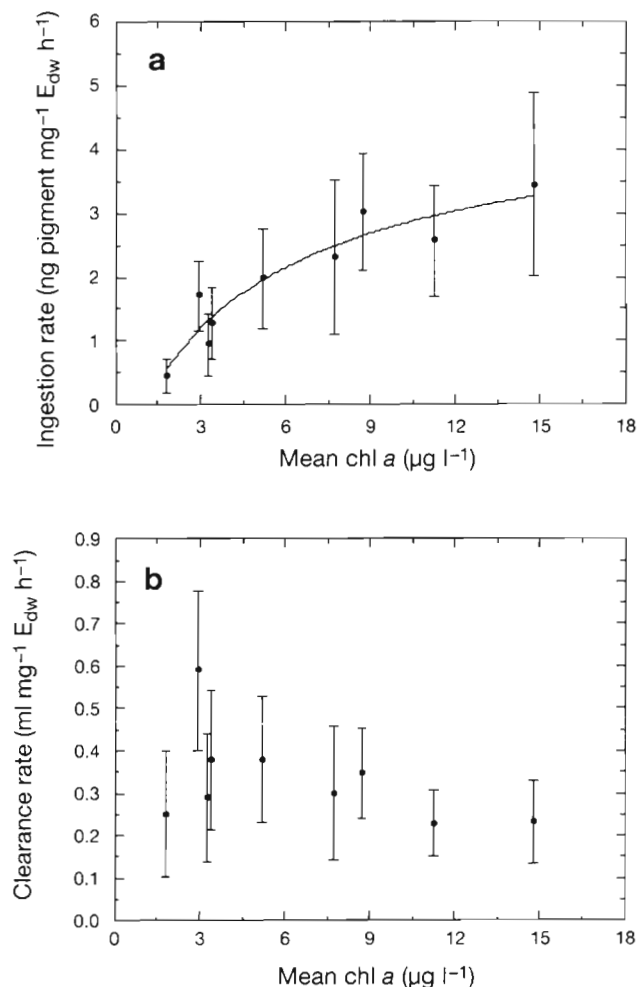 6
a
5
4
3
2
1
0
0 3 6 9 12 15 18
Ingestion rate (ng pigment mg⁻¹ E_dw h⁻¹)
Mean chl a (µg l⁻¹)
0.9
b
0.8
0.7
0.6
0.5
0.4
0.3
0.2
0.1
0.0
0 3 6 9 12 15 18
Clearance rate (ml mg⁻¹ E_dw h⁻¹)
Mean chl a (µg l⁻¹)